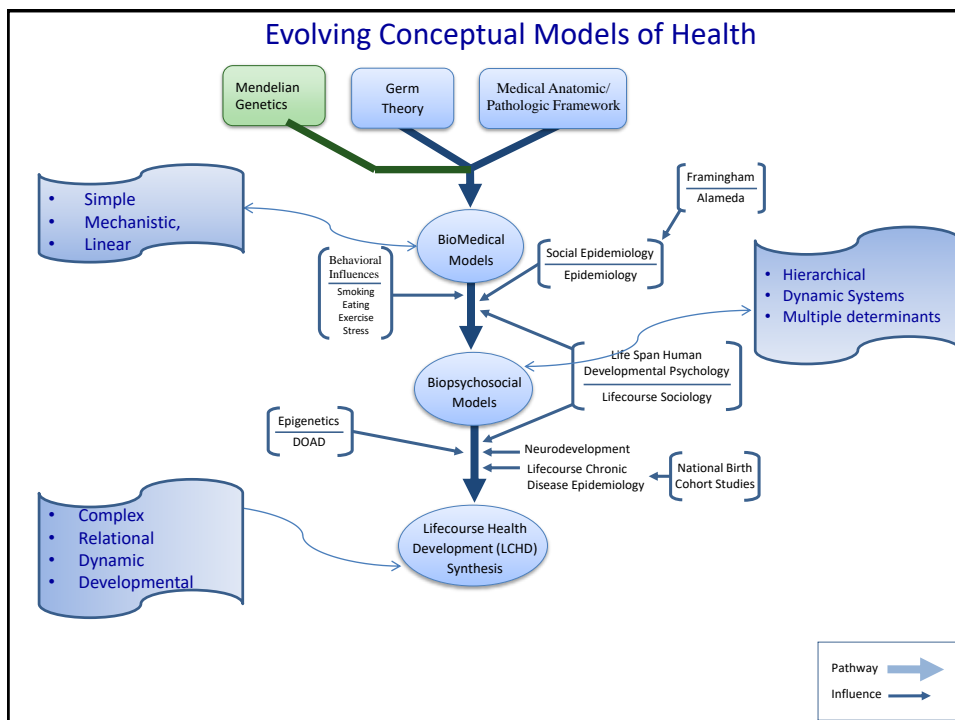 Evolving Conceptual Models of Health
Mendelian
Genetics
Germ
Theory
Medical Anatomic/
Pathologic Framework
• Simple
• Mechanistic,
• Linear
BioMedical
Models
Framingham
Alameda
Social Epidemiology
Epidemiology
Behavioral
Influences
Smoking
Eating
Exercise
Stress
• Hierarchical
• Dynamic Systems
• Multiple determinants
Life Span Human
Developmental Psychology
Lifecourse Sociology
Biopsychosocial
Models
Epigenetics
DOAD
Neurodevelopment
Lifecourse Chronic
Disease Epidemiology
National Birth
Cohort Studies
• Complex
• Relational
• Dynamic
• Developmental
Lifecourse Health
Development (LCHD)
Synthesis
Pathway
Influence